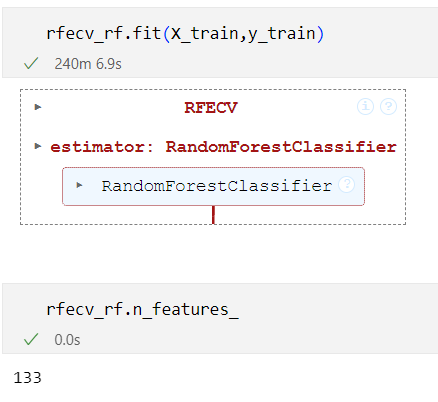 rfecv_rf.fit(X_train,y_train)
240m 6.9s
RFECV
estimator: RandomForestClassifier
RandomForestClassifier
rfecv_rf.n_features_
0.0s
133